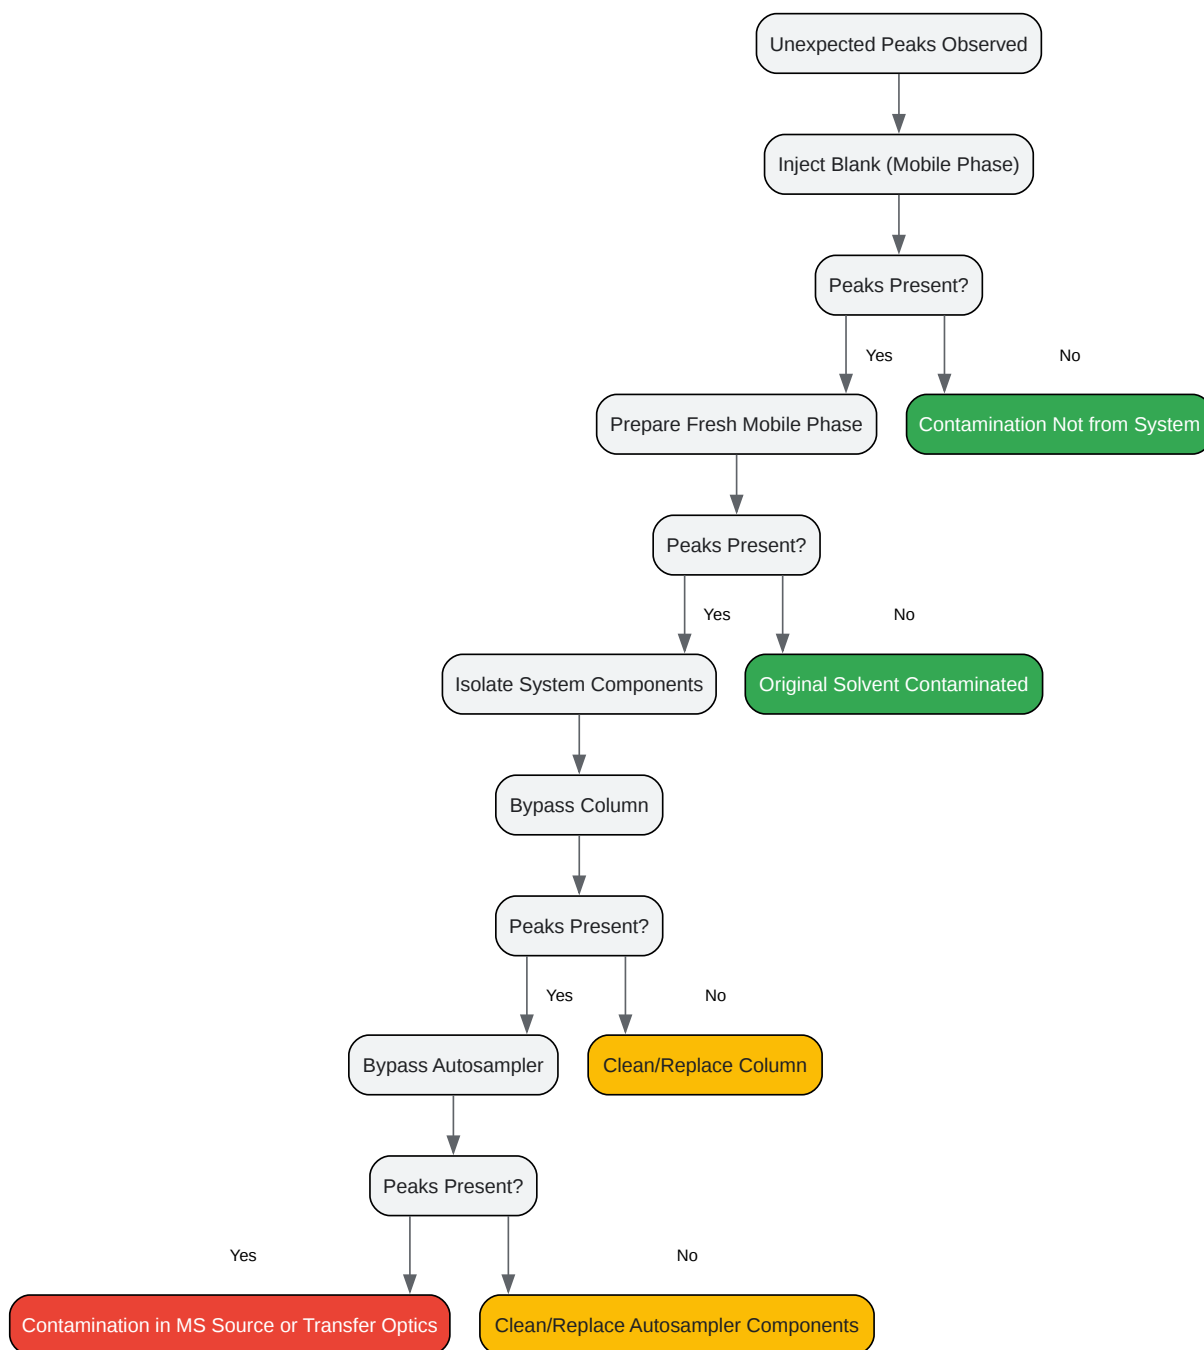 Unexpected Peaks Observed
Inject Blank (Mobile Phase)
Peaks Present?
Yes
No
Prepare Fresh Mobile Phase
Contamination Not from System
Peaks Present?
Yes
No
Isolate System Components
Original Solvent Contaminated
Bypass Column
Peaks Present?
Yes
No
Bypass Autosampler
Clean/Replace Column
Peaks Present?
Yes
No
Contamination in MS Source or Transfer Optics
Clean/Replace Autosampler Components